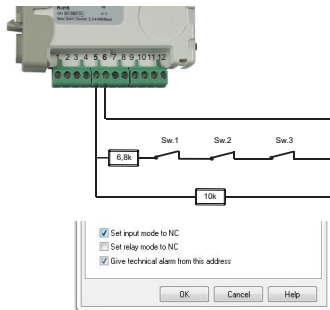 RoHS
1 2 3 4 5 6 7 8 9 10 11 12
Sw.1 Sw.2 Sw.3
6,8k
10k
Set input mode to NC
Set relay mode to NC
Give technical alarm from this address
OK Cancel Help